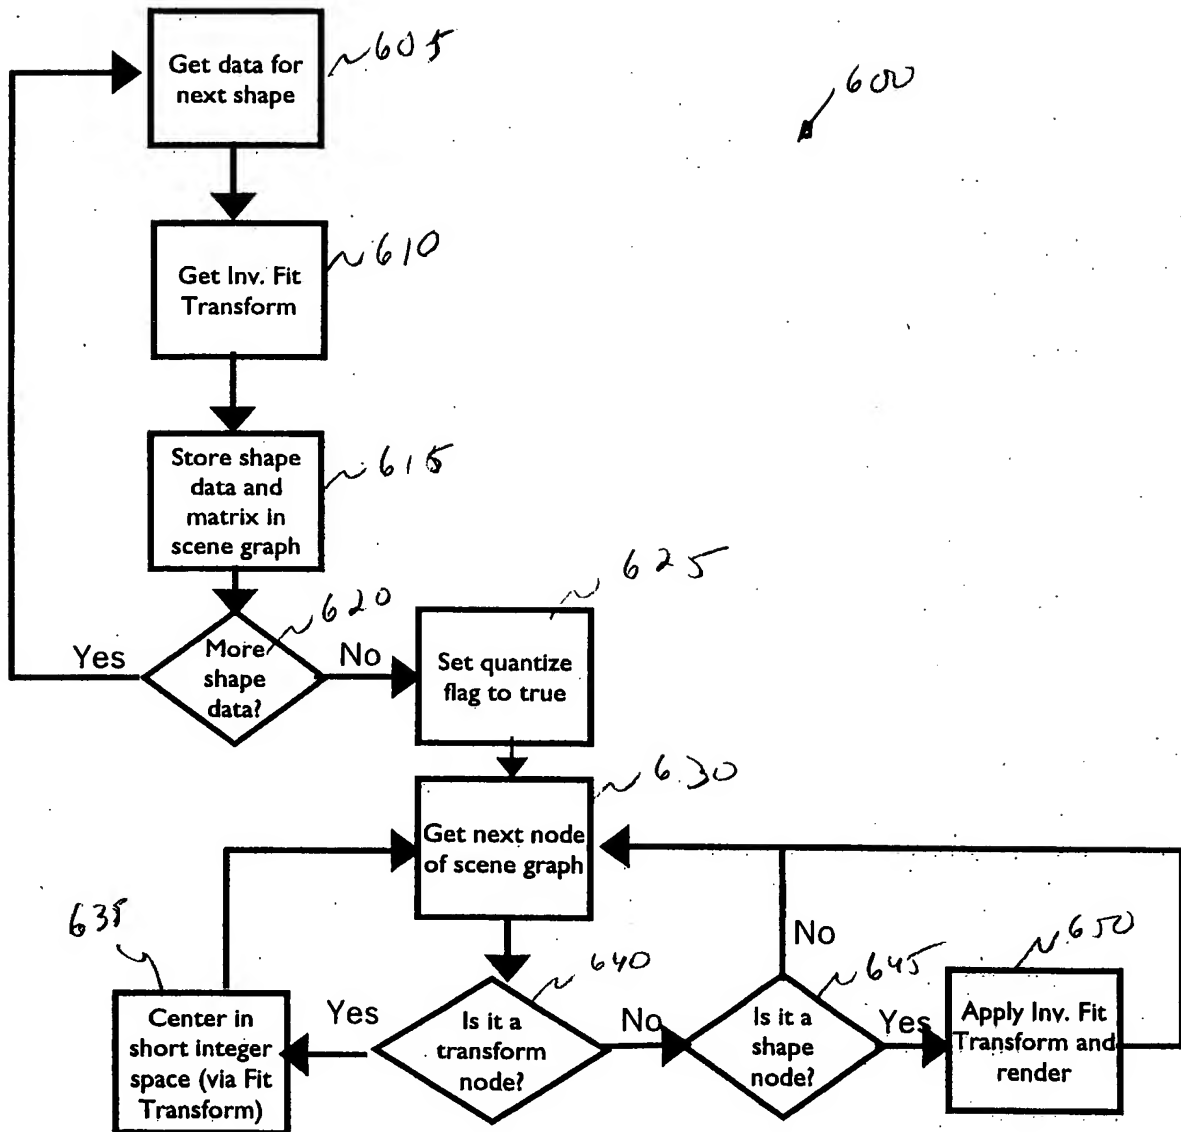 Get data for
next shape
605
600
Get Inv. Fit
Transform
610
Store shape
data and
matrix in
scene graph
615
More
shape
data?
620
Yes
No
Set quantize
flag to true
625
Get next node
of scene graph
630
635
Center in
short integer
space (via Fit
Transform)
Yes
Is it a
transform
node?
640
No
Is it a
shape
node?
645
No
Yes
Apply Inv. Fit
Transform and
render
650